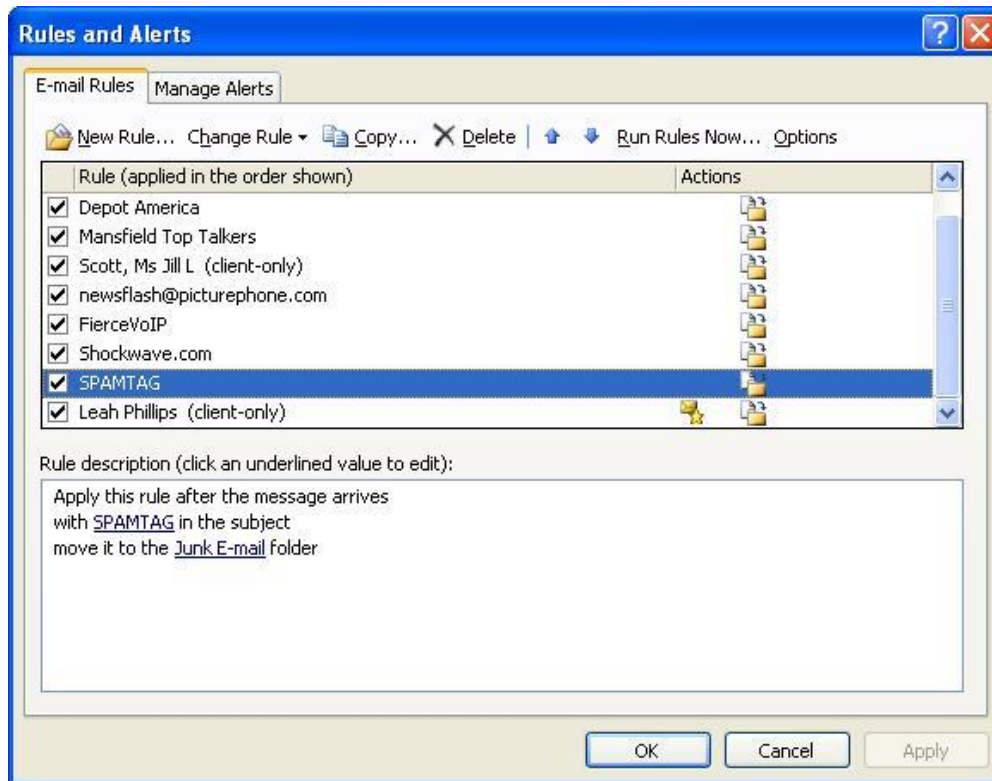 Rules and Alerts
E-mail Rules Manage Alerts
New Rule... Change Rule Copy... Delete Run Rules Now... Options
Rule (applied in the order shown) Actions
Depot America
Mansfield Top Talkers
Scott, Ms Jill L (client-only)
newsflash@picturephone.com
FierceVoIP
Shockwave.com
SPAMTAG
Leah Phillips (client-only)
Rule description (click an underlined value to edit):
Apply this rule after the message arrives
with SPAMTAG in the subject
move it to the Junk E-mail folder
OK Cancel Apply